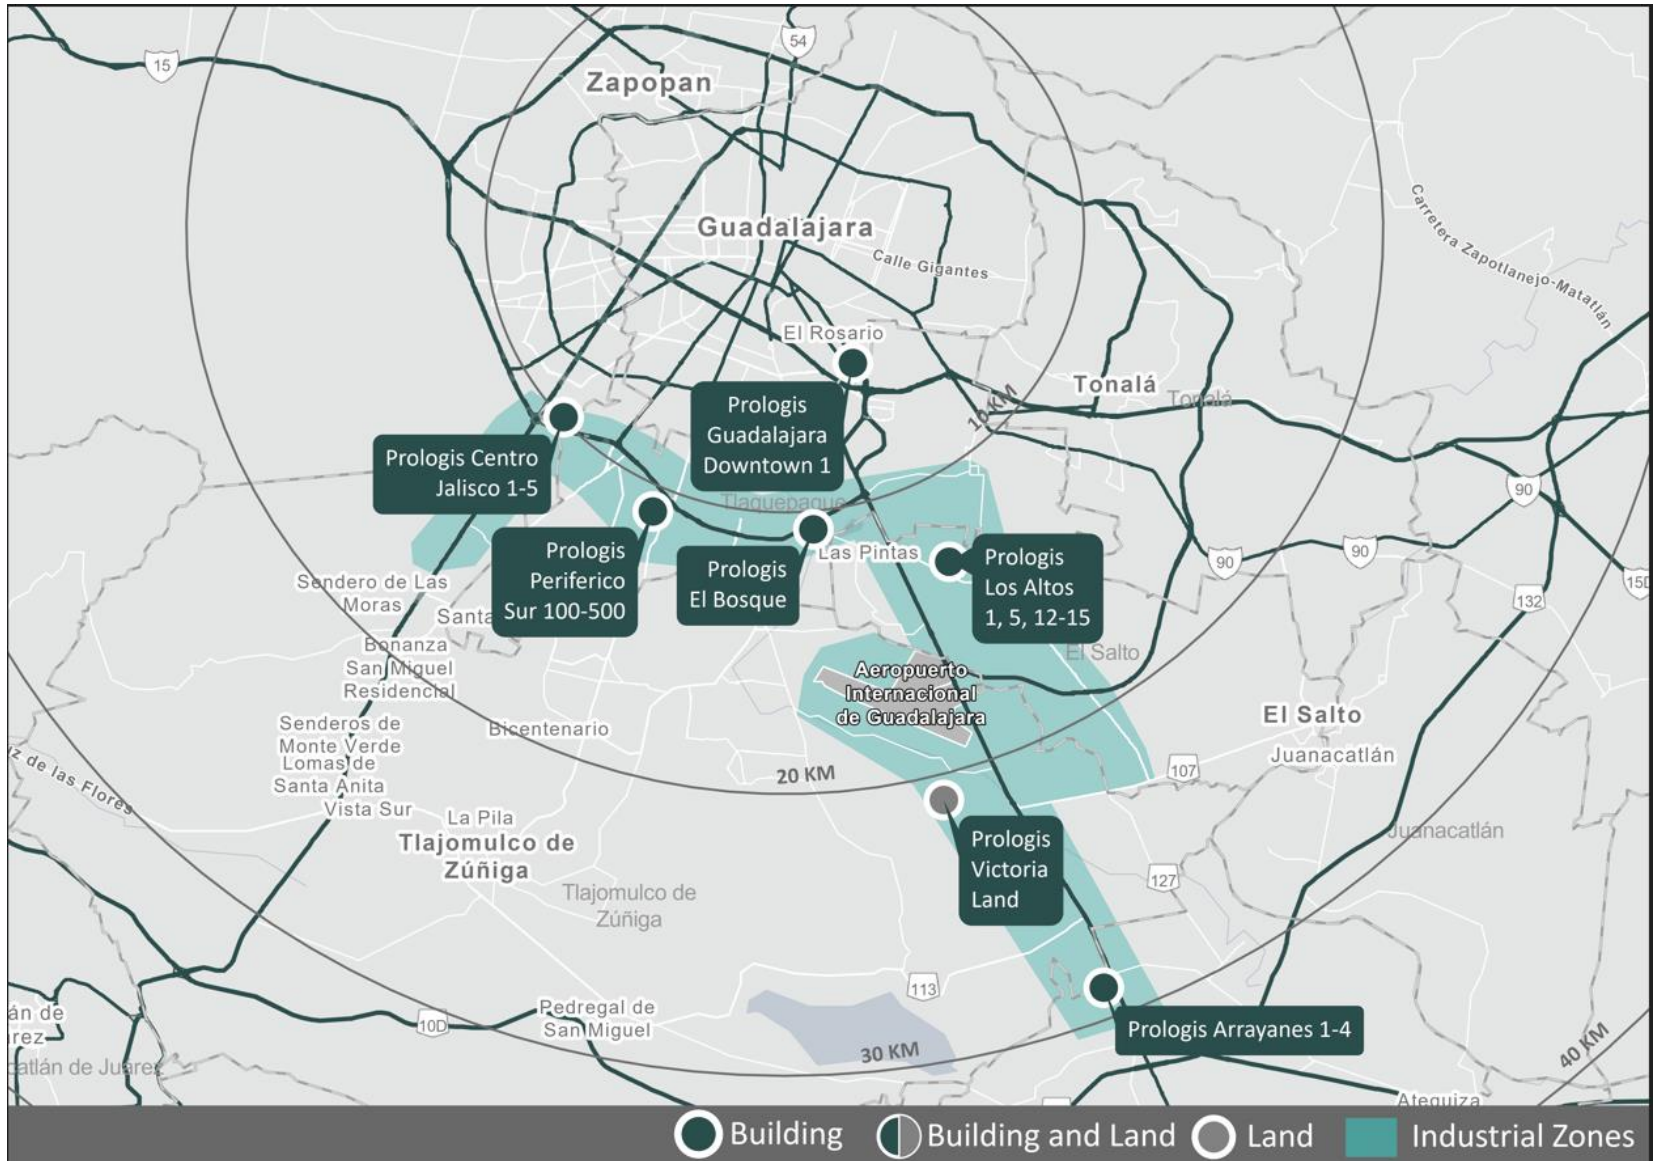 54
15
Zapopan
Guadalajara
Calle Gigantes
Carretera Zapotlanejo-Matatlán
El Rosario
Tonalá
Tonalá
10 KM
Prologis
Guadalajara
Downtown 1
Prologis Centro
Jalisco 1-5
Tlaquepaque
90
90
90
15D
132
Prologis
Periferico
Sur 100-500
Prologis
El Bosque
Las Pintas
Prologis
Los Altos
1, 5, 12-15
Sendero de Las
Moras
Santa
Bonanza
San Miguel
Residencial
El Salto
Aeropuerto
Internacional
de Guadalajara
Senderos de
Monte Verde
Lomas de
Santa Anita
Vista Sur
Bicentenario
El Salto
Juanacatlán
107
20 KM
de las Flores
La Pila
Tlajomulco de
Zúñiga
Tlajomulco de
Zúñiga
Prologis
Victoria
Land
Juanacatlán
127
113
10D
Pedregal de
San Miguel
Prologis Arrayanes 1-4
30 KM
40 KM
de Juárez
Atequiza
Building
Building and Land
Land
Industrial Zones